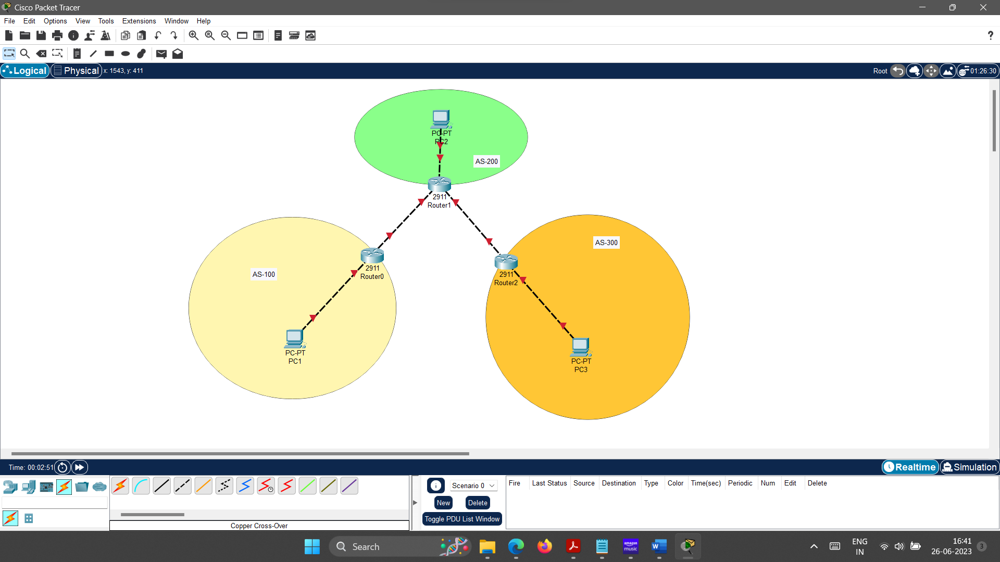 Cisco Packet Tracer
File Edit Options View Tools Extensions Window Help
?
Logical Physical x: 1543, y: 411 Root 01:26:30
PC-PT
PC2
AS-200
2911
Router1
AS-300
2911
Router0
AS-100
2911
Router2
PC-PT
PC1
PC-PT
PC3
Time: 00:02:51 Realtime Simulation
Scenario 0
New Delete
Toggle PDU List Window
Fire Last Status Source Destination Type Color Time(sec) Periodic Num Edit Delete
Copper Cross-Over
Search
amazon music
ENG
IN
16:41
26-06-2023
3